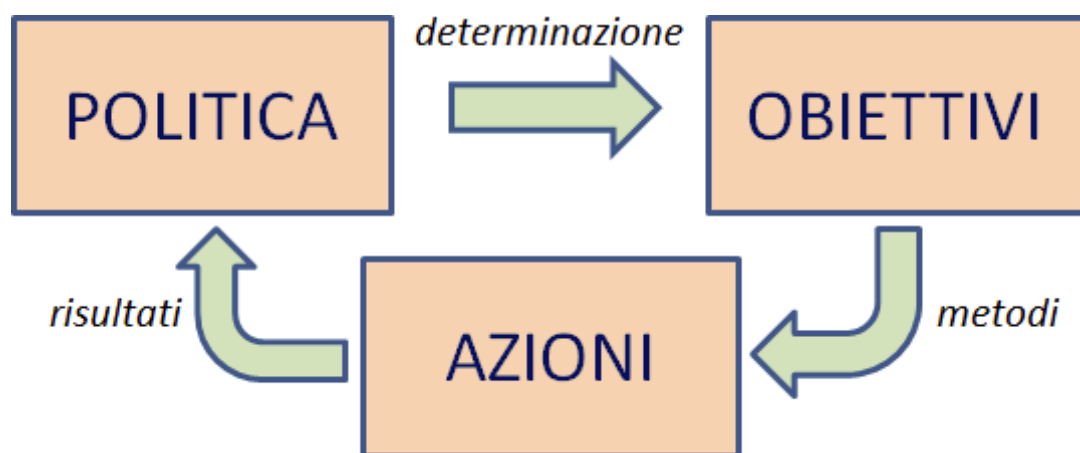 determinazione
POLITICA
OBIETTIVI
risultati
metodi
AZIONI